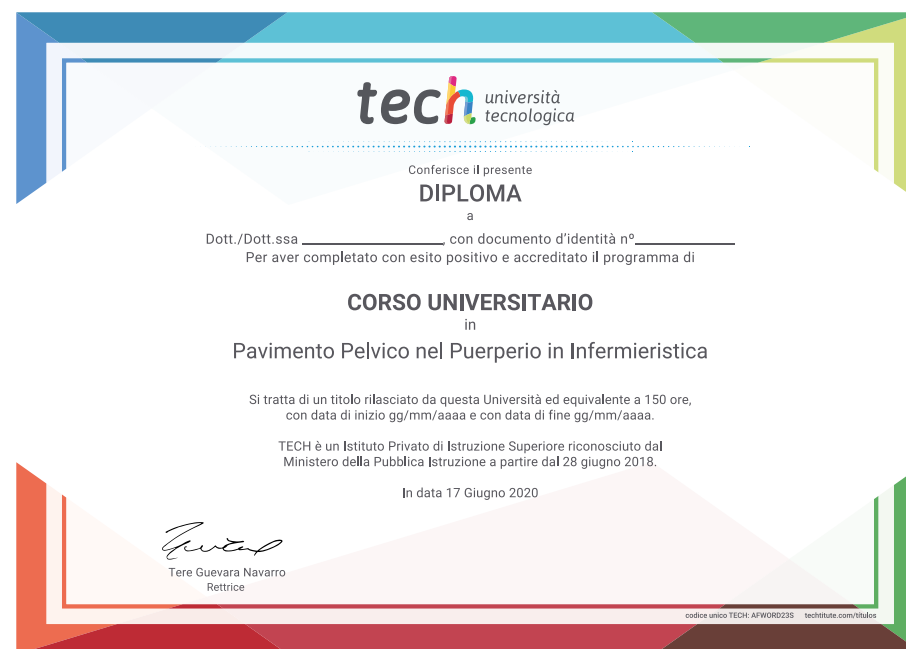 tech università
tecnologica
Conferisce il presente
DIPLOMA
a
Dott./Dott.ssa ____________________, con documento d'identità nº______________
Per aver completato con esito positivo e accreditato il programma di
CORSO UNIVERSITARIO
in
Pavimento Pelvico nel Puerperio in Infermieristica
Si tratta di un titolo rilasciato da questa Università ed equivalente a 150 ore,
con data di inizio gg/mm/aaaa e con data di fine gg/mm/aaaa.
TECH è un Istituto Privato di Istruzione Superiore riconosciuto dal
Ministero della Pubblica Istruzione a partire dal 28 giugno 2018.
In data 17 Giugno 2020
Tere Guevara Navarro
Rettrice
codice unico TECH: AFWORD23S techtitute.com/titulos